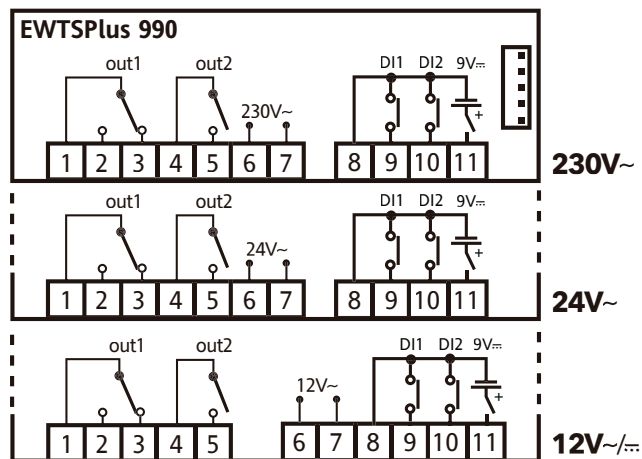 EWTSPlus 990
out1 out2 DI1 DI2 9V⎓
230V~ +
1 2 3 4 5 6 7 8 9 10 11 230V~
out1 out2 DI1 DI2 9V⎓
24V~ +
1 2 3 4 5 6 7 8 9 10 11 24V~
out1 out2 DI1 DI2 9V⎓
12V~ +
1 2 3 4 5 6 7 8 9 10 11 12V~/⎓